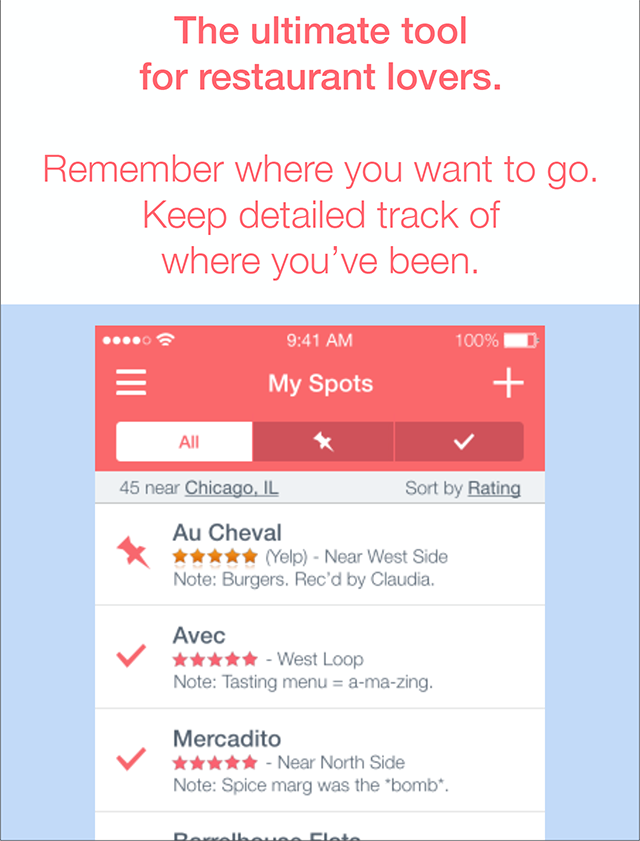 The ultimate tool
for restaurant lovers.
Remember where you want to go.
Keep detailed track of
where you’ve been.
9:41 AM 100%
My Spots
All
45 near Chicago, IL Sort by Rating
Au Cheval
(Yelp) - Near West Side
Note: Burgers. Rec’d by Claudia.
Avec
- West Loop
Note: Tasting menu = a-ma-zing.
Mercadito
- Near North Side
Note: Spice marg was the *bomb*.
Barrelhouse Flats